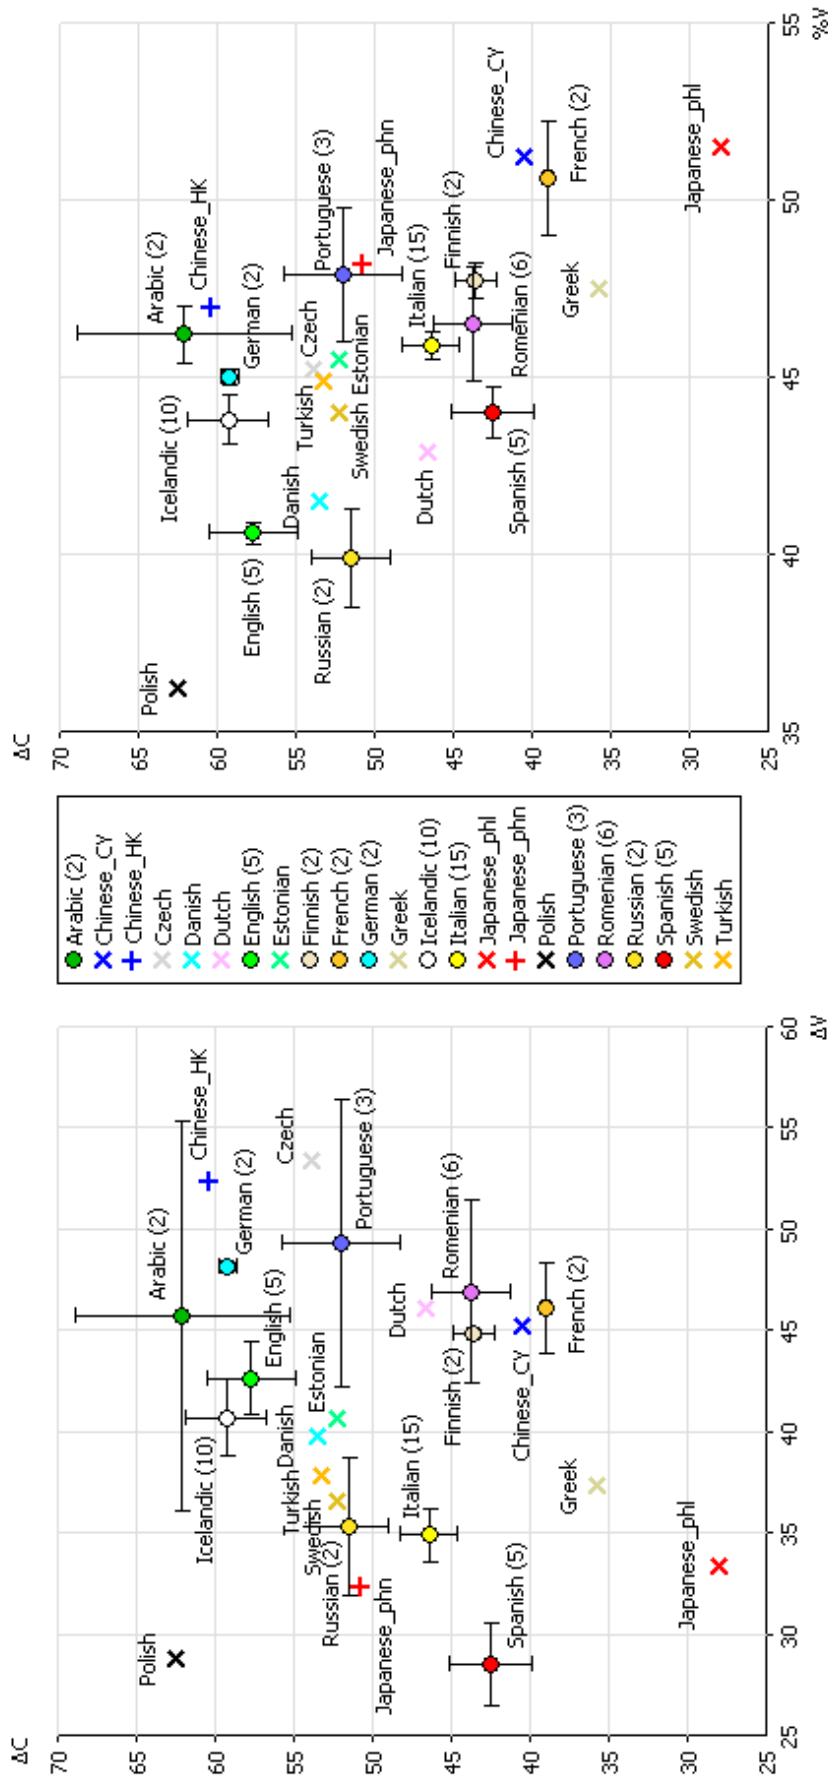 ΔC
70
65
60
55
50
45
40
35
30
25
25
30
35
40
45
50
55
60
ΔV
Polish
Arabic (2)
Chinese_HK
German (2)
Icelandic (10)
English (5)
Czech
Danish
Turkish
Estonian
Swedish
Portuguese (3)
Russian (2)
Japanese_phn
Dutch
Italian (15)
Romenian (6)
Finnish (2)
Spanish (5)
Chinese_CY
French (2)
Greek
Japanese_phl
Arabic (2)
Chinese_CY
Chinese_HK
Czech
Danish
Dutch
English (5)
Estonian
Finnish (2)
French (2)
German (2)
Greek
Icelandic (10)
Italian (15)
Japanese_phl
Japanese_phn
Polish
Portuguese (3)
Romenian (6)
Russian (2)
Spanish (5)
Swedish
Turkish
ΔC
70
65
60
55
50
45
40
35
30
25
35
40
45
50
55
%V
Polish
Arabic (2)
Chinese_HK
German (2)
Icelandic (10)
English (5)
Danish
Turkish
Czech
Swedish
Estonian
Portuguese (3)
Japanese_phn
Russian (2)
Dutch
Italian (15)
Finnish (2)
Romenian (6)
Spanish (5)
Chinese_CY
French (2)
Greek
Japanese_phl